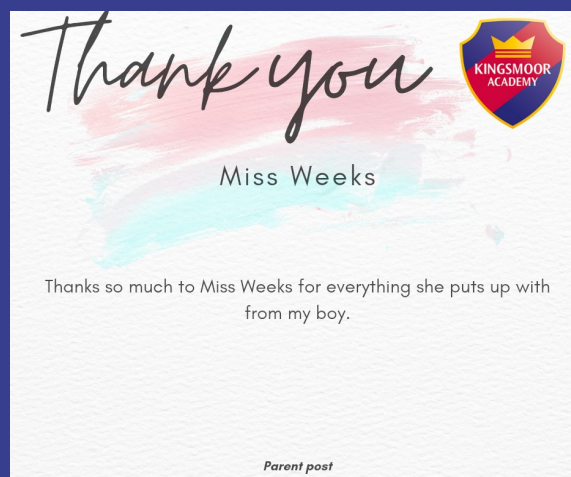 Thank you
KINGSMOOR
ACADEMY
Miss Weeks
Thanks so much to Miss Weeks for everything she puts up with
from my boy.
Parent post